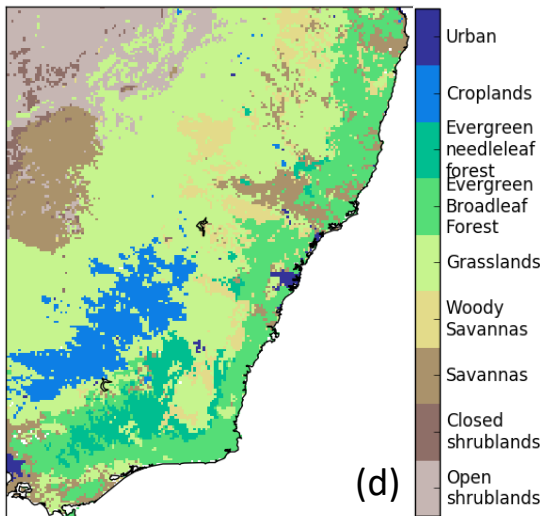 Urban
Croplands
Evergreen
needleleaf
forest
Evergreen
Broadleaf
Forest
Grasslands
Woody
Savannas
Savannas
Closed
shrublands
Open
shrublands
(d)